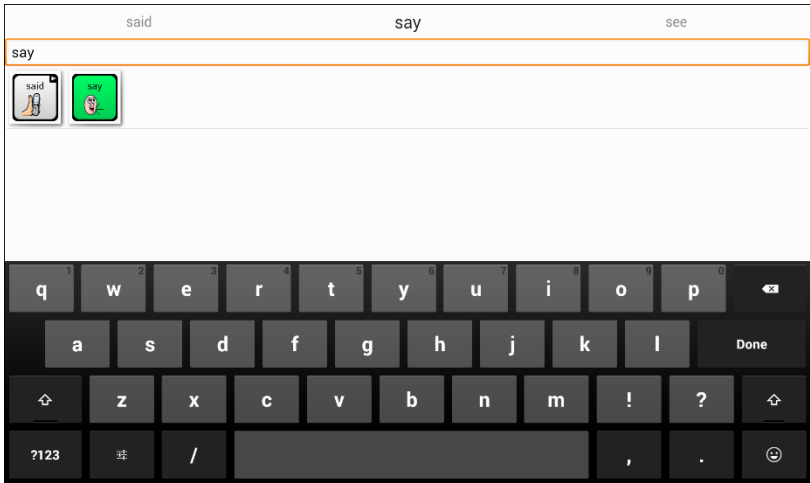 said say see
say
said say
1 2 3 4 5 6 7 8 9 0
q w e r t y u i o p
a s d f g h j k l Done
z x c v b n m ! ?
?123 / , .